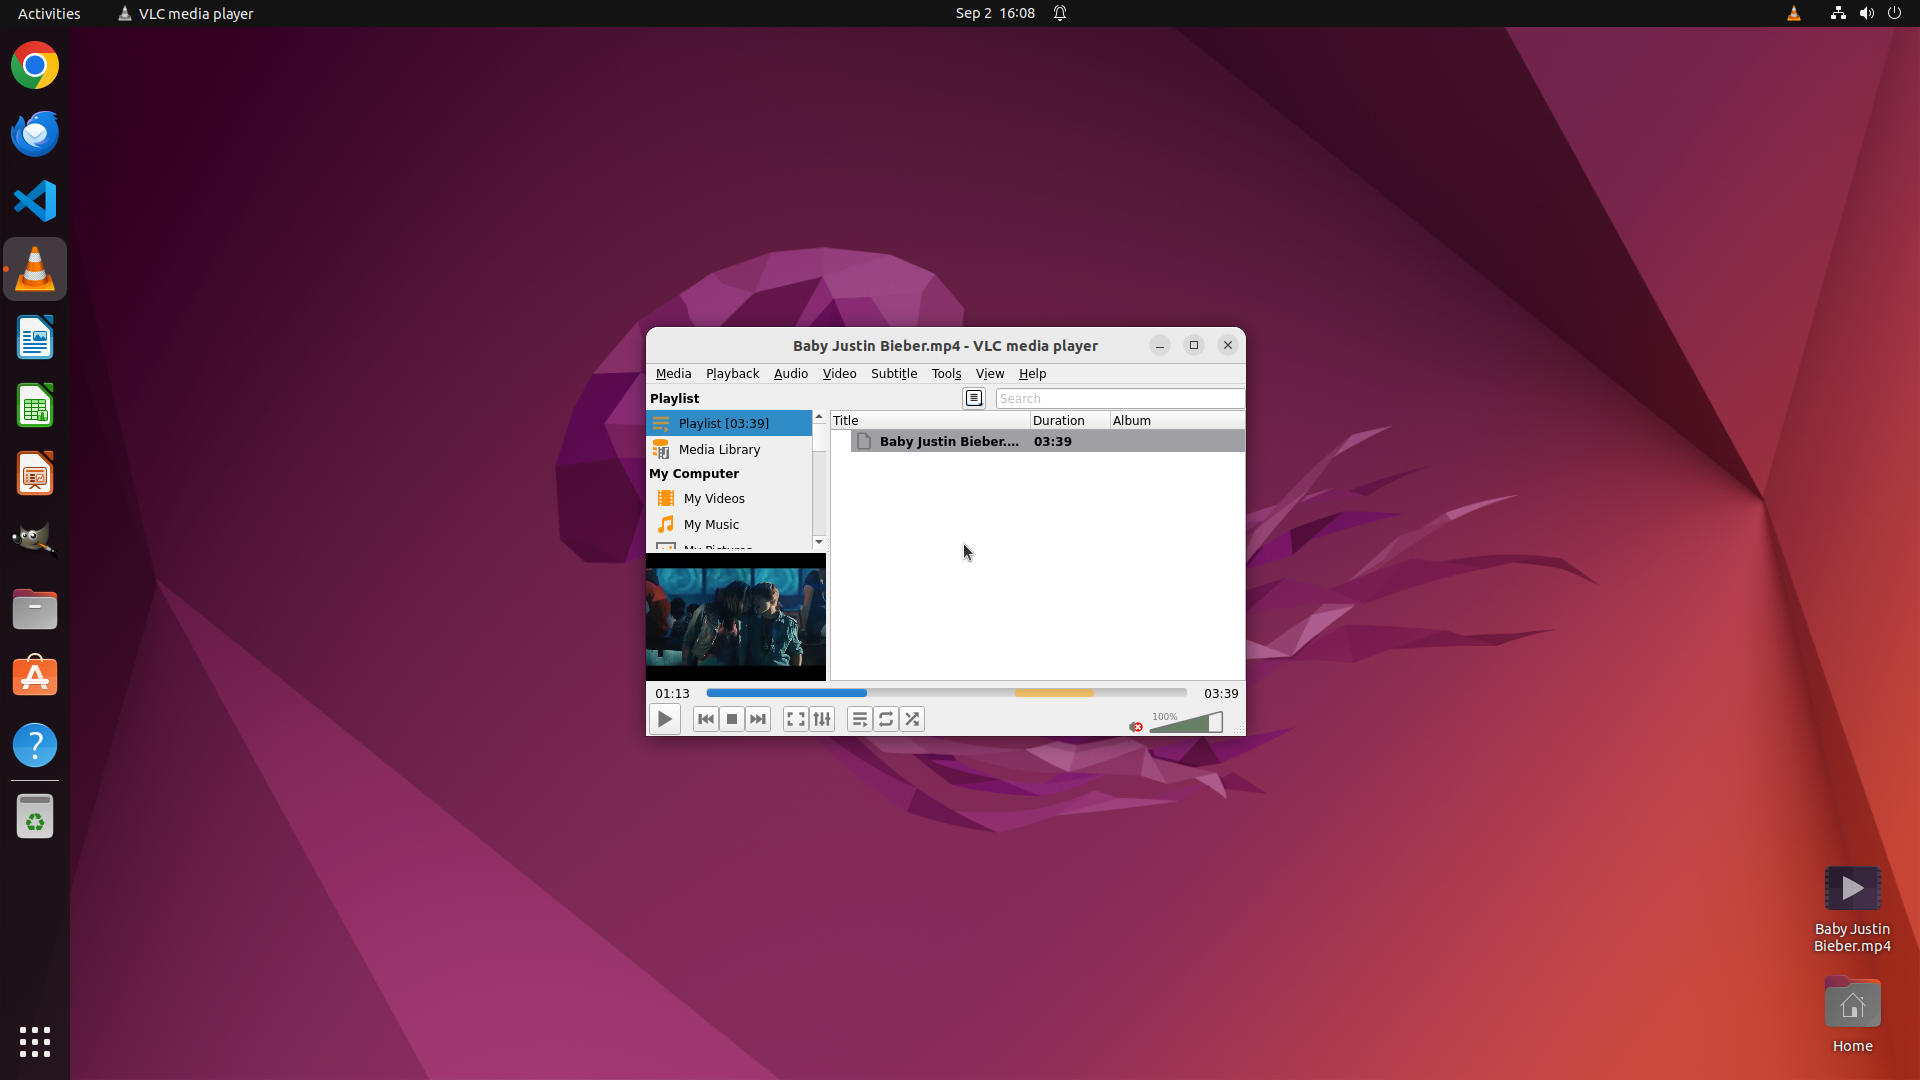 Activities
VLC media player
Sep 2 16:08
Baby Justin Bieber.mp4 - VLC media player
Media Playback Audio Video Subtitle Tools View Help
Playlist
Search
Playlist [03:39]
Media Library
My Computer
My Videos
My Music
Title Duration Album
Baby Justin Bieber.... 03:39
01:13
03:39
100%
Baby Justin
Bieber.mp4
Home